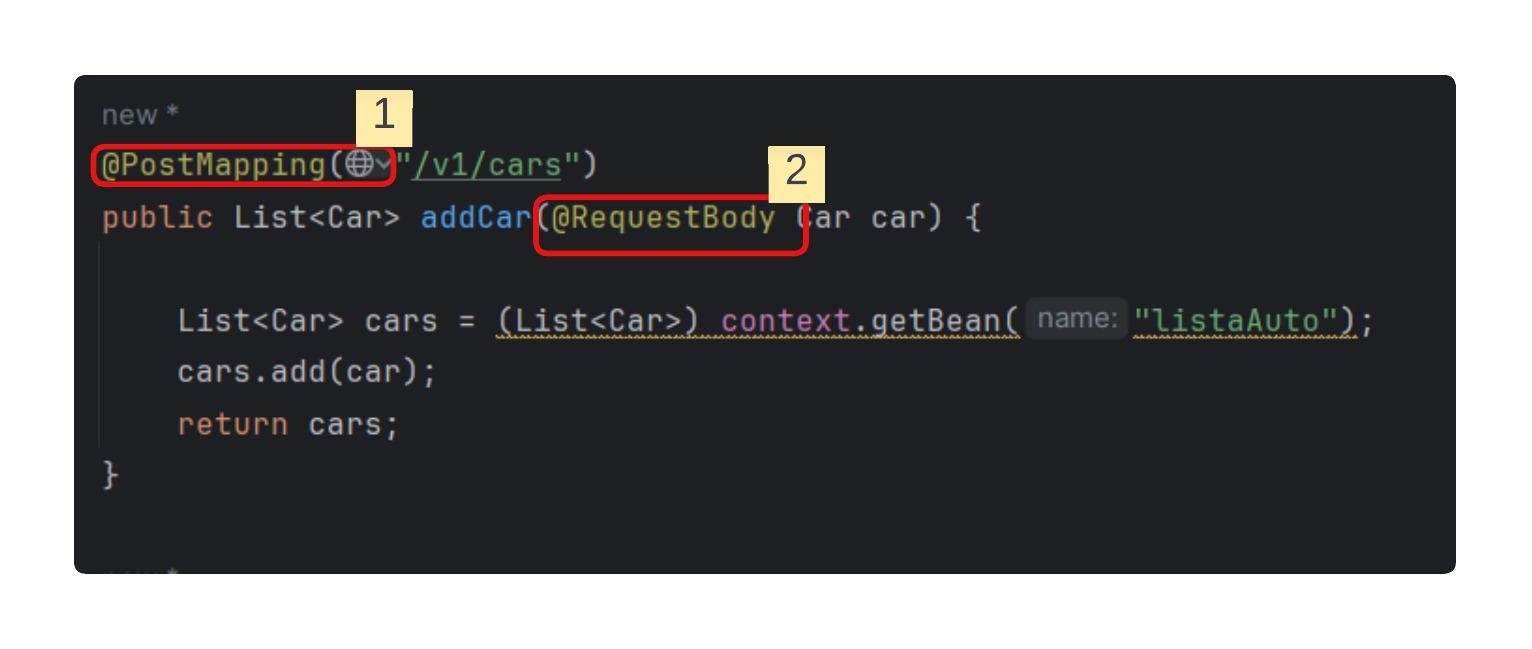 new *
1
@PostMapping("/v1/cars")
2
public List<Car> addCar(@RequestBody Car car) {
List<Car> cars = (List<Car>) context.getBean( name: "listaAuto");
cars.add(car);
return cars;
}